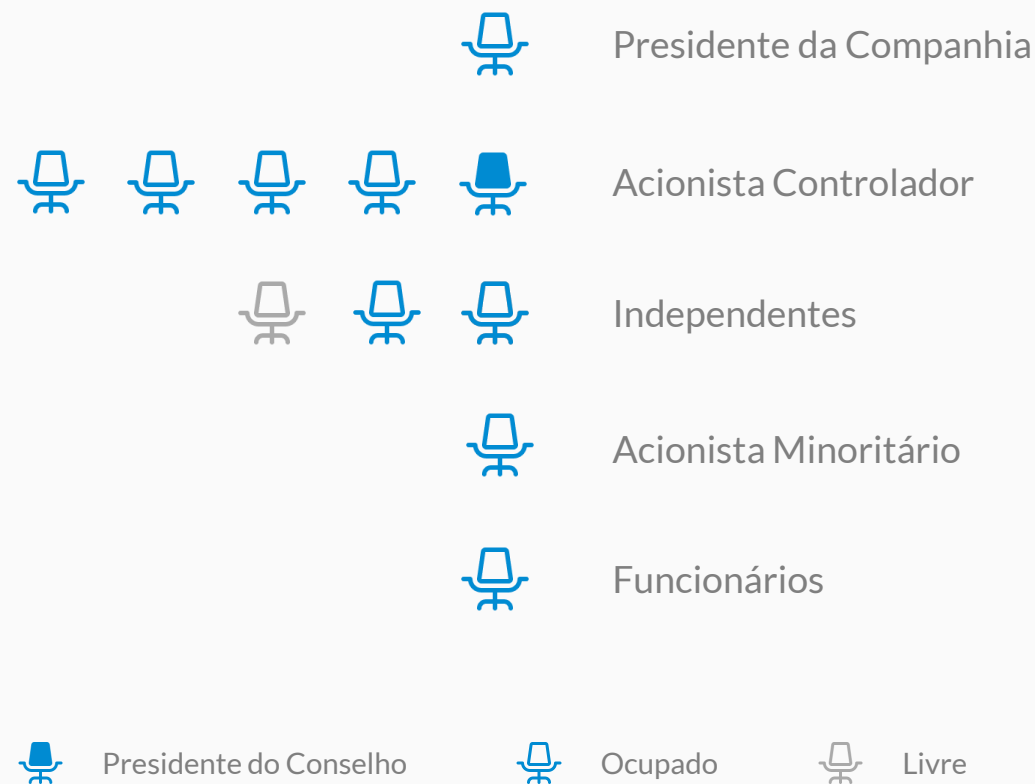 Presidente da Companhia
Acionista Controlador
Independentes
Acionista Minoritário
Funcionários
Presidente do Conselho
Ocupado
Livre